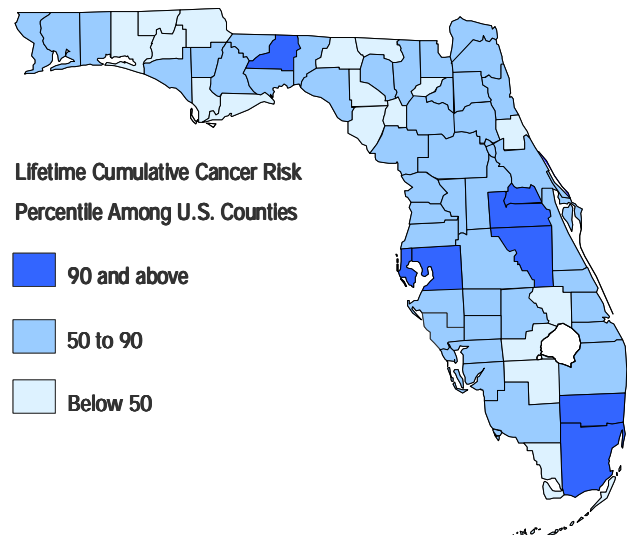 Lifetime Cumulative Cancer Risk
Percentile Among U.S. Counties
90 and above
50 to 90
Below 50